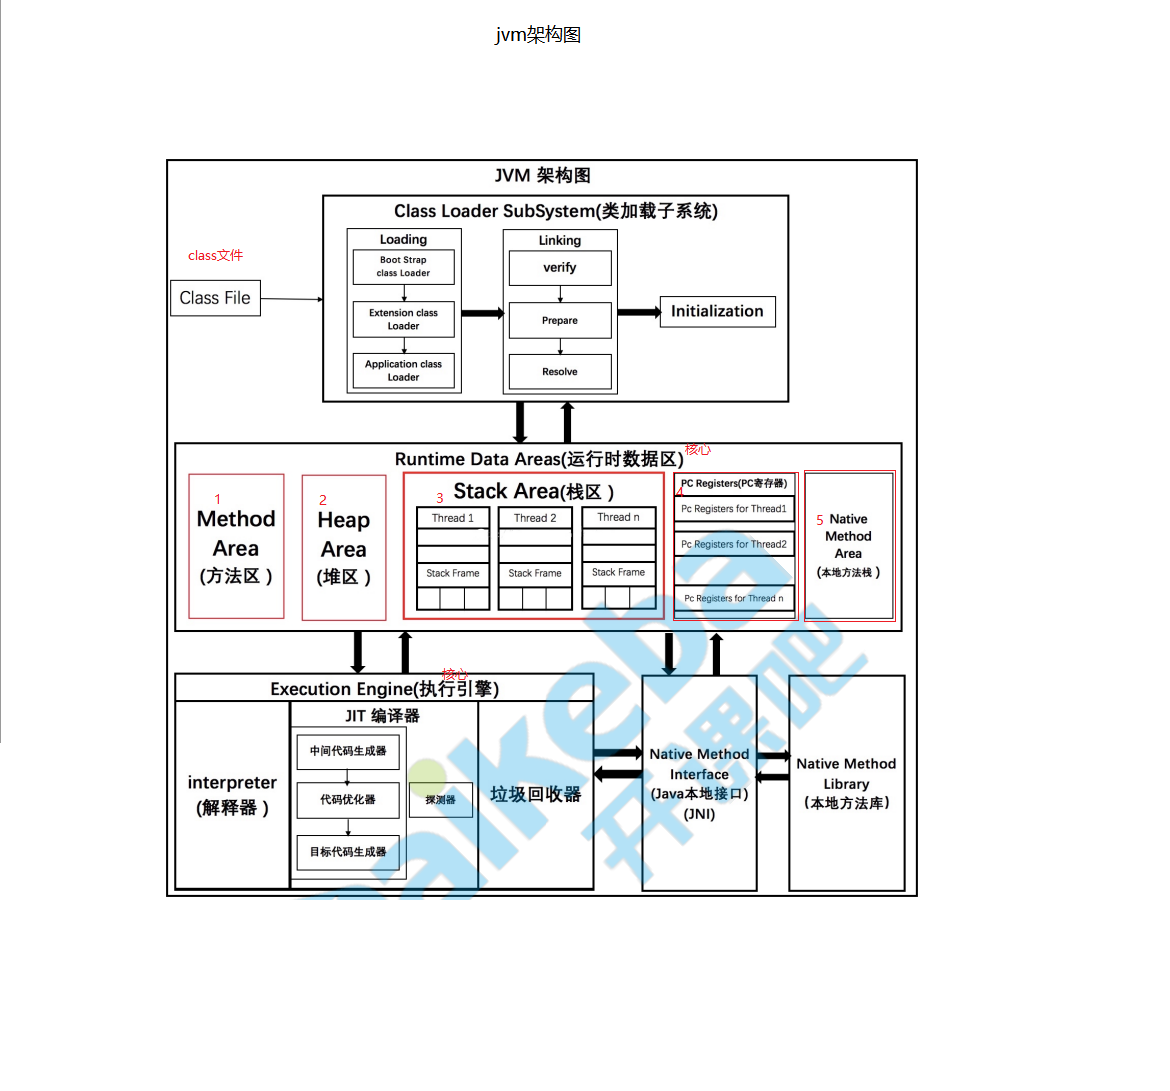 jvm架构图
JVM 架构图
Class Loader SubSystem(类加载子系统)
class文件
Class File
Loading
Boot Strap
class Loader
Extension class
Loader
Application class
Loader
Linking
verify
Prepare
Resolve
Initialization
Runtime Data Areas(运行时数据区)
核心
1
Method
Area
(方法区)
2
Heap
Area
(堆区)
3
Stack Area(栈区)
Thread 1
Stack Frame
Thread 2
Stack Frame
Thread n
Stack Frame
4
PC Registers(PC寄存器)
Pc Registers for Thread1
Pc Registers for Thread2
Pc Registers for Thread n
5
Native
Method
Area
(本地方法栈)
核心
Execution Engine(执行引擎)
interpreter
(解释器)
JIT 编译器
中间代码生成器
代码优化器
目标代码生成器
探测器
垃圾回收器
Native Method
Interface
(Java本地接口)
(JNI)
Native Method
Library
(本地方法库)
aikeba
开课吧